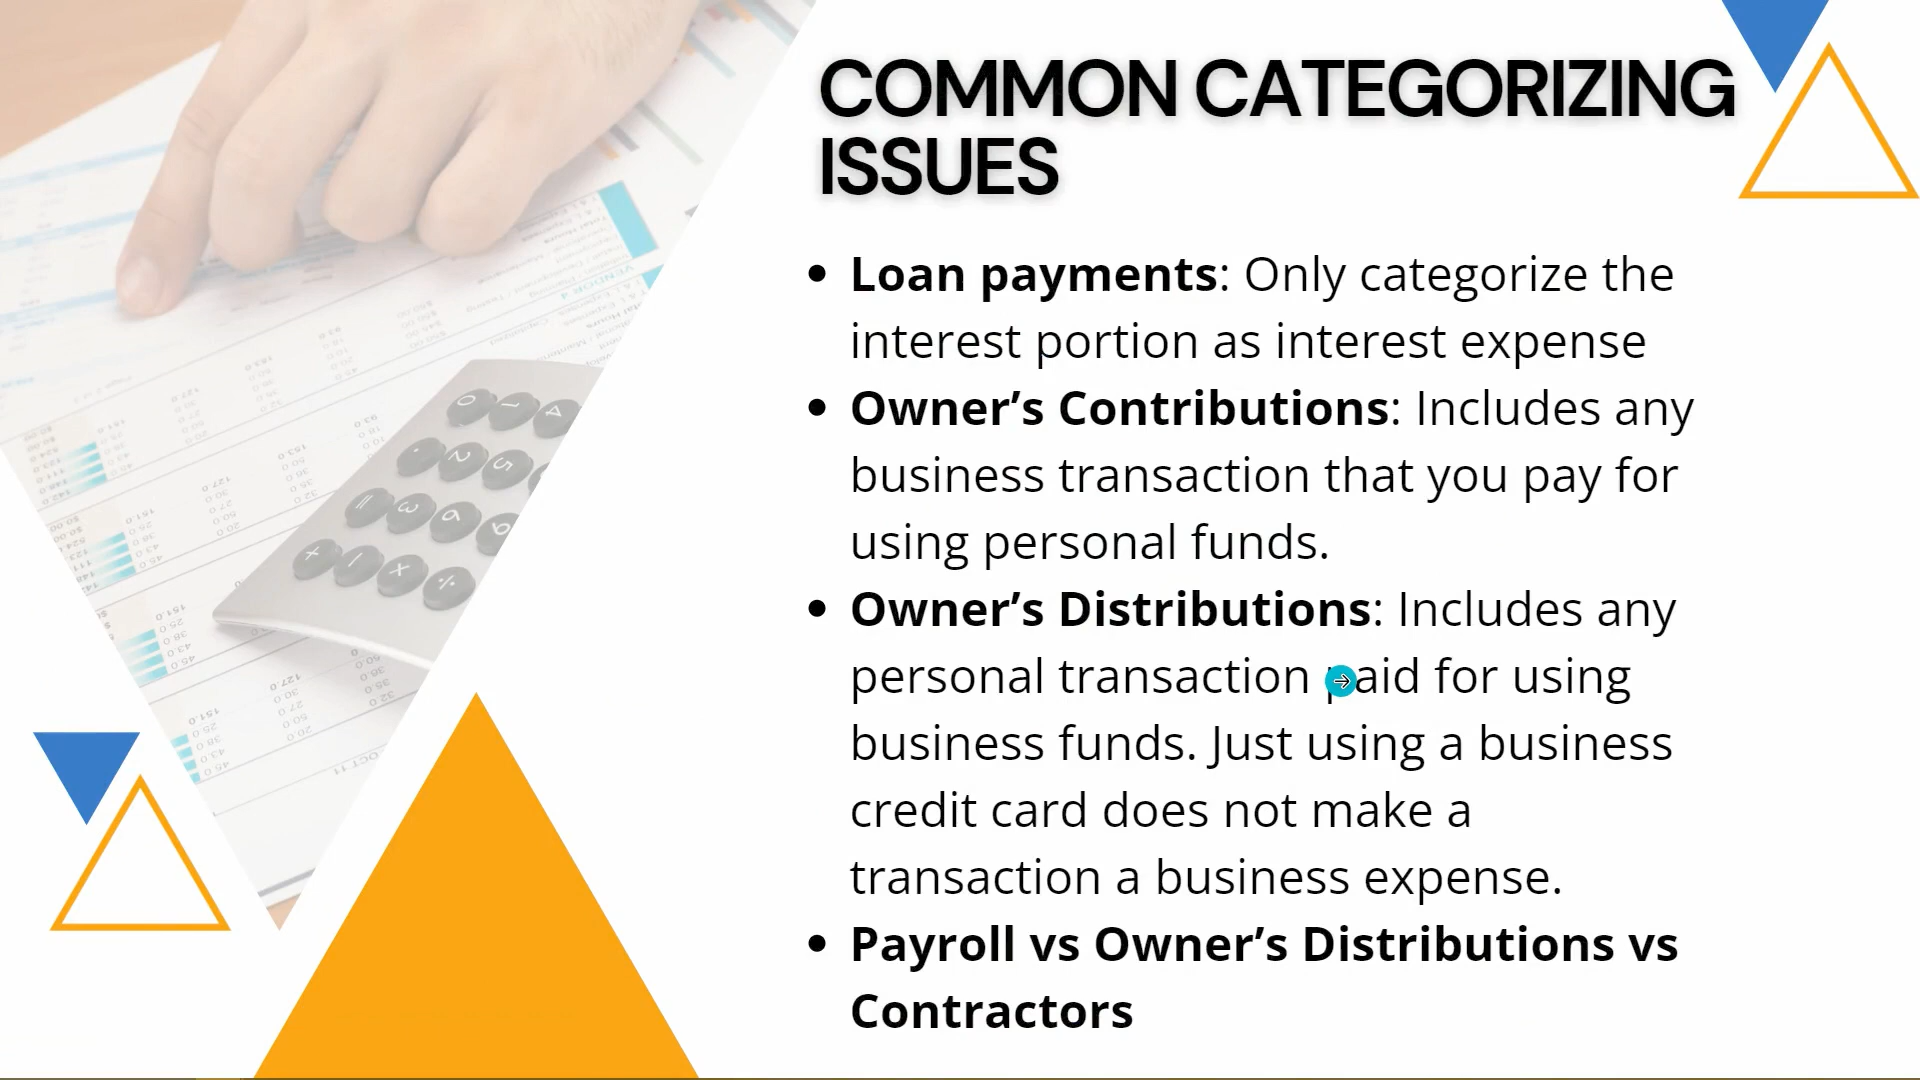 COMMON CATEGORIZING
ISSUES
• Loan payments: Only categorize the
interest portion as interest expense
• Owner’s Contributions: Includes any
business transaction that you pay for
using personal funds.
• Owner’s Distributions: Includes any
personal transaction paid for using
business funds. Just using a business
credit card does not make a
transaction a business expense.
• Payroll vs Owner’s Distributions vs
Contractors